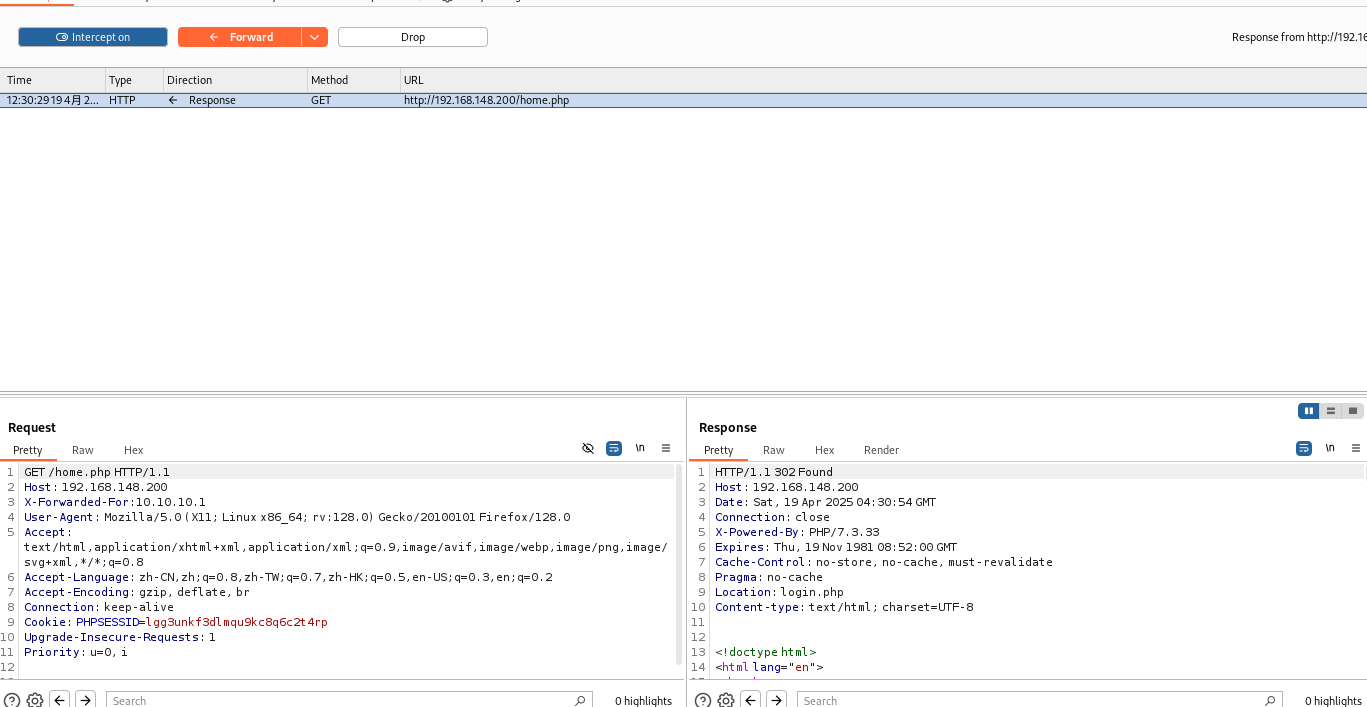 Intercept on
Forward
Drop
Response from http://192.16
Time Type Direction Method URL
12:30:29 19 4月 2... HTTP Response GET http://192.168.148.200/home.php
Request
Pretty Raw Hex \n
1 GET /home.php HTTP/1.1
2 Host: 192.168.148.200
3 X-Forwarded-For:10.10.10.1
4 User-Agent: Mozilla/5.0 (X11; Linux x86_64; rv:128.0) Gecko/20100101 Firefox/128.0
5 Accept:
text/html,application/xhtml+xml,application/xml;q=0.9,image/avif,image/webp,image/png,image/
svg+xml,*/*;q=0.8
6 Accept-Language: zh-CN,zh;q=0.8,zh-TW;q=0.7,zh-HK;q=0.5,en-US;q=0.3,en;q=0.2
7 Accept-Encoding: gzip, deflate, br
8 Connection: keep-alive
9 Cookie: PHPSESSID=lgg3unkf3dlmqu9kc8q6c2t4rp
10 Upgrade-Insecure-Requests: 1
11 Priority: u=0, i
12
Search
0 highlights
Response
Pretty Raw Hex Render \n
1 HTTP/1.1 302 Found
2 Host: 192.168.148.200
3 Date: Sat, 19 Apr 2025 04:30:54 GMT
4 Connection: close
5 X-Powered-By: PHP/7.3.33
6 Expires: Thu, 19 Nov 1981 08:52:00 GMT
7 Cache-Control: no-store, no-cache, must-revalidate
8 Pragma: no-cache
9 Location: login.php
10 Content-type: text/html; charset=UTF-8
11
12
13 <!doctype html>
14 <html lang="en">
Search
0 highlights